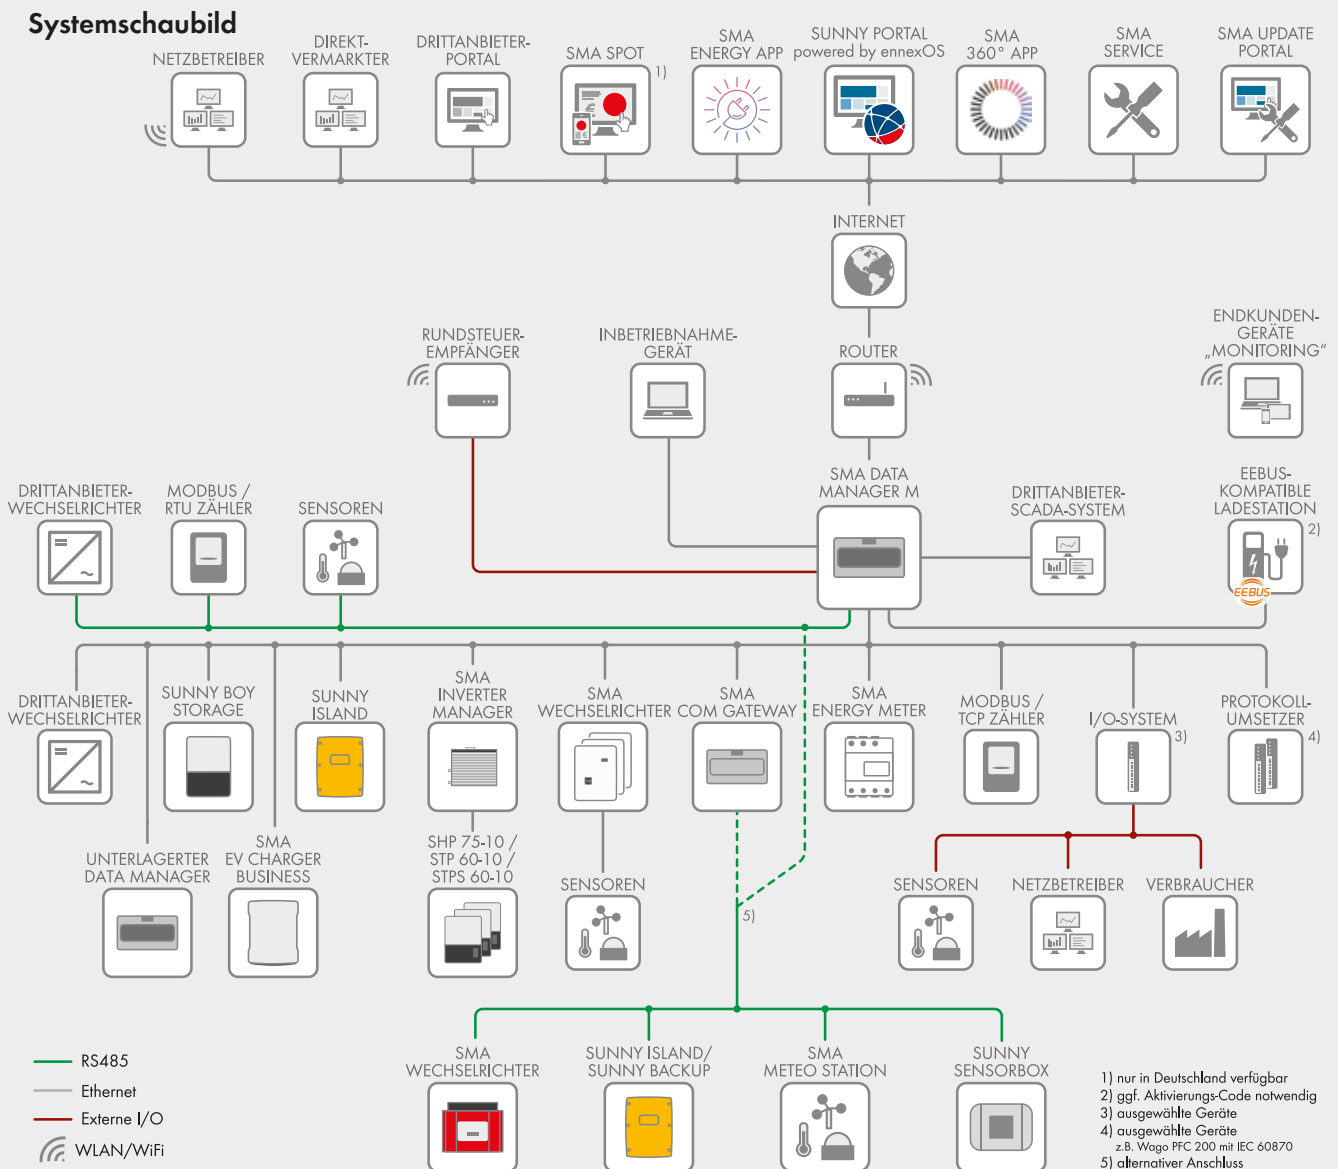 Systemschaubild
NETZBETREIBER
DIREKT-
VERMARKTER
DRITTANBIETER-
PORTAL
SMA SPOT
1)
SMA
ENERGY APP
SUNNY PORTAL
powered by ennexOS
SMA
360° APP
SMA
SERVICE
SMA UPDATE
PORTAL
INTERNET
RUNDSTEUER-
EMPFÄNGER
INBETRIEBNAHME-
GERÄT
ROUTER
ENDKUNDEN-
GERÄTE
„MONITORING“
DRITTANBIETER-
WECHSELRICHTER
MODBUS /
RTU ZÄHLER
SENSOREN
SMA DATA
MANAGER M
DRITTANBIETER-
SCADA-SYSTEM
EEBUS-
KOMPATIBLE
LADESTATION
2)
EEBUS
DRITTANBIETER-
WECHSELRICHTER
SUNNY BOY
STORAGE
SUNNY
ISLAND
SMA
INVERTER
MANAGER
SMA
WECHSELRICHTER
SMA
COM GATEWAY
SMA
ENERGY METER
MODBUS /
TCP ZÄHLER
I/O-SYSTEM
3)
PROTOKOLL-
UMSETZER
4)
UNTERLAGERTER
DATA MANAGER
SMA
EV CHARGER
BUSINESS
SHP 75-10 /
STP 60-10 /
STPS 60-10
SENSOREN
5)
SENSOREN
NETZBETREIBER
VERBRAUCHER
SMA
WECHSELRICHTER
SUNNY ISLAND/
SUNNY BACKUP
SMA
METEO STATION
SUNNY
SENSORBOX
RS485
Ethernet
Externe I/O
WLAN/WiFi
1) nur in Deutschland verfügbar
2) ggf. Aktivierungs-Code notwendig
3) ausgewählte Geräte
4) ausgewählte Geräte
z.B. Wago PFC 200 mit IEC 60870
5) alternativer Anschluss